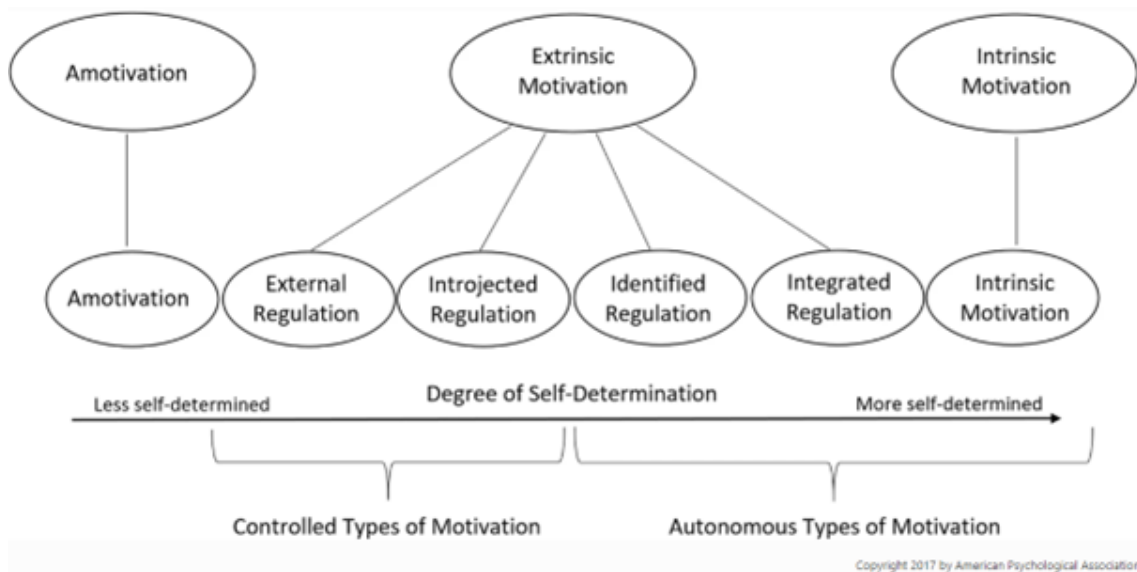 Amotivation
Extrinsic
Motivation
Intrinsic
Motivation
Amotivation
External
Regulation
Introjected
Regulation
Identified
Regulation
Integrated
Regulation
Intrinsic
Motivation
Degree of Self-Determination
Less self-determined
More self-determined
Controlled Types of Motivation
Autonomous Types of Motivation
Copyright 2017 by American Psychological Association